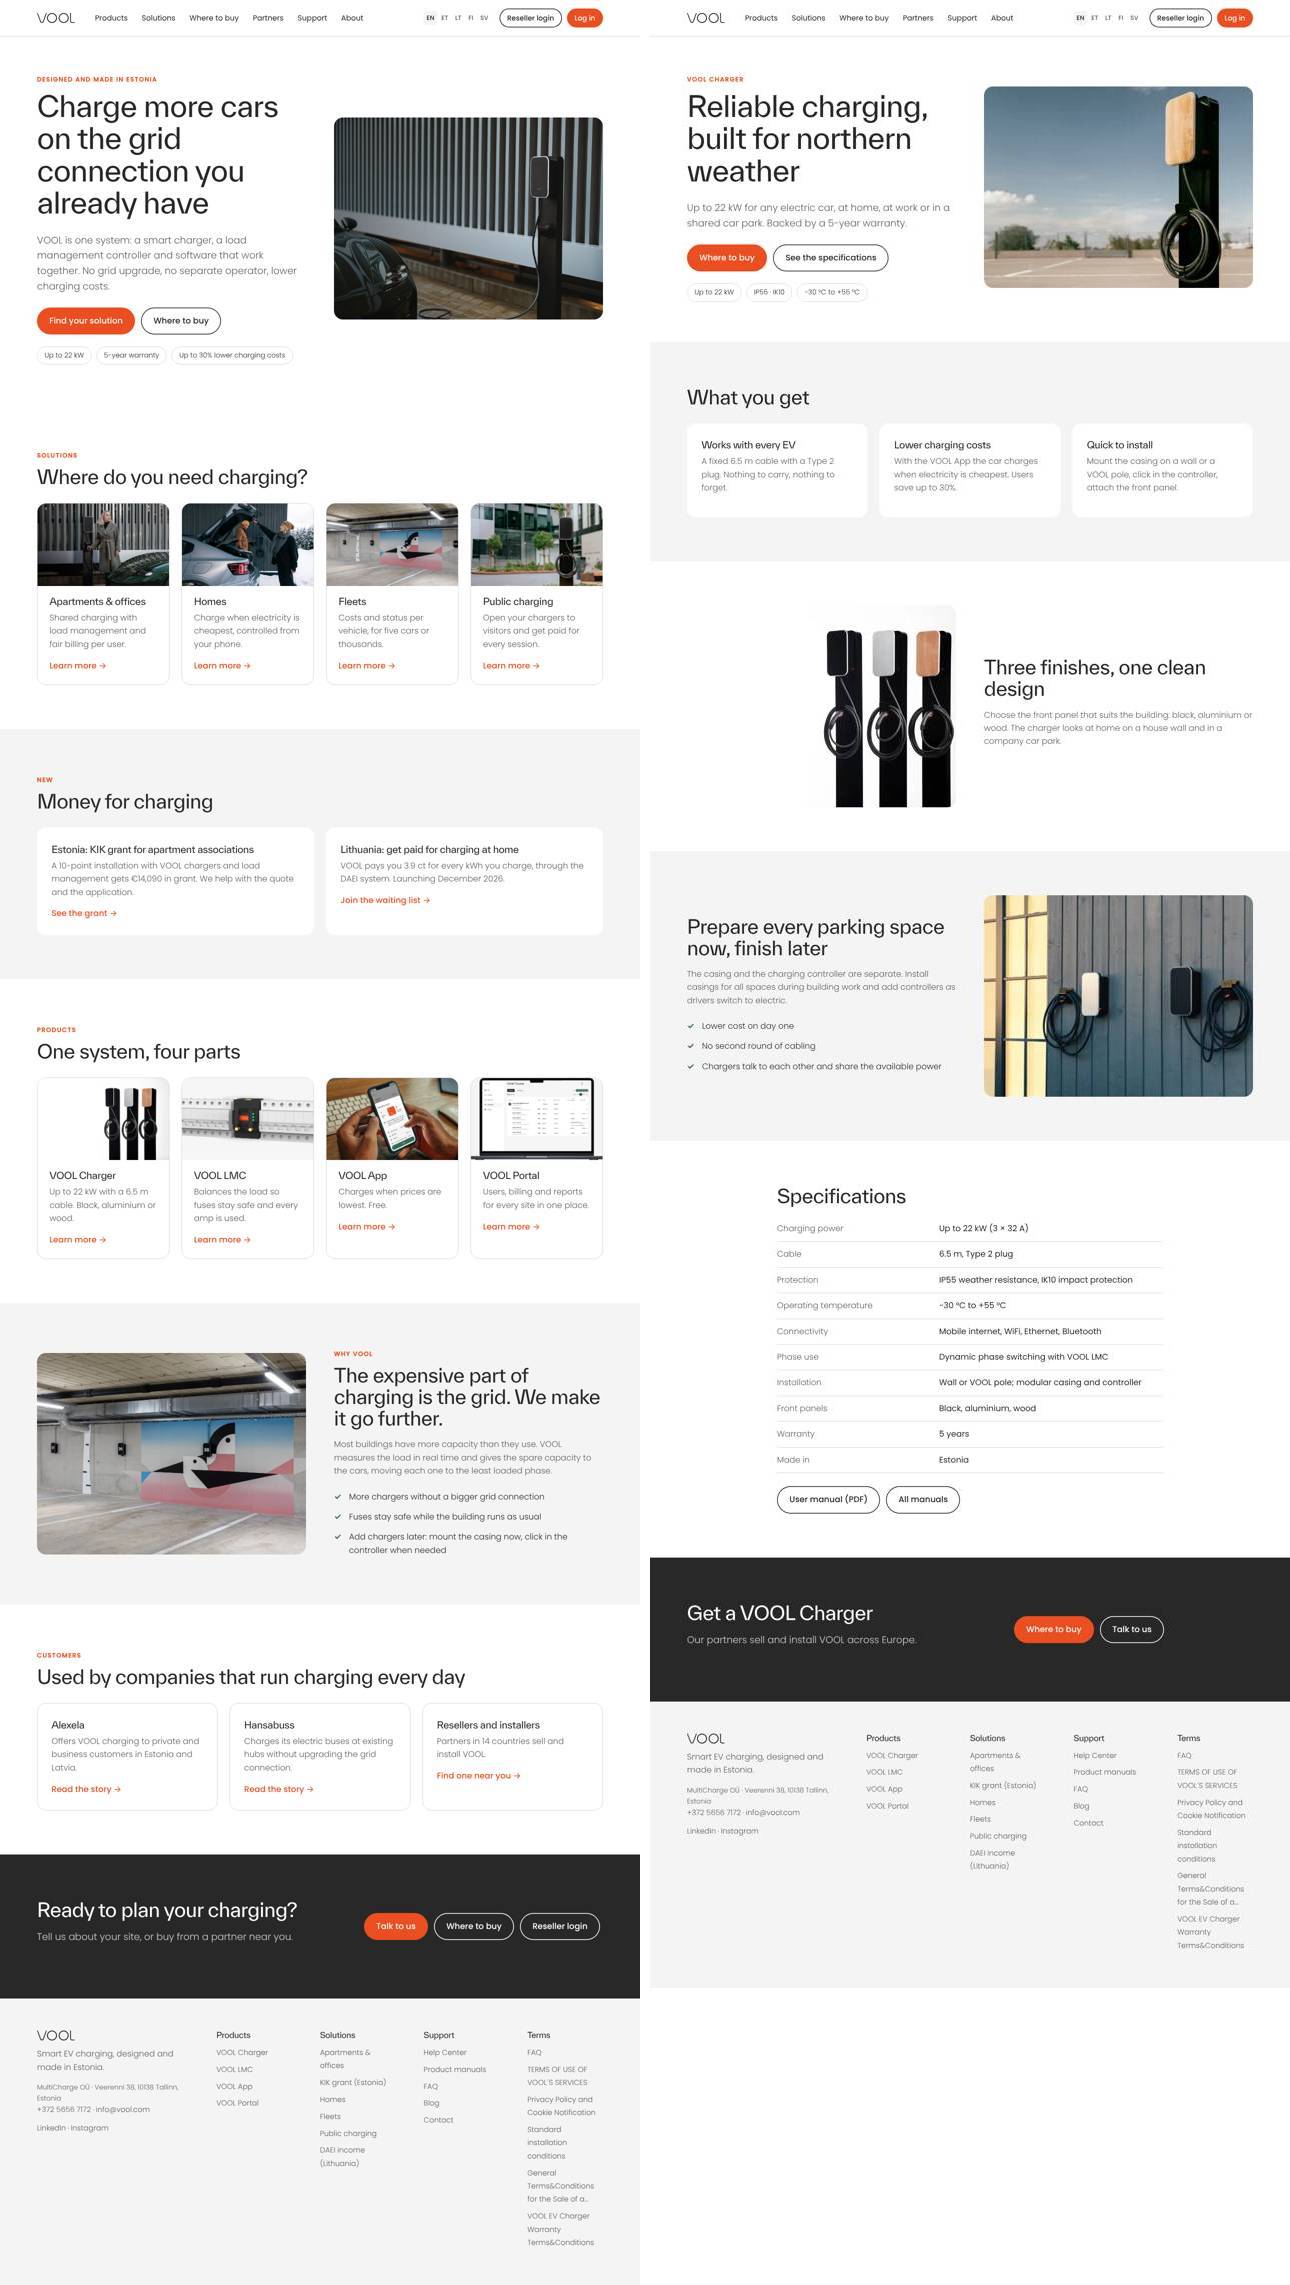 VOOL Products Solutions Where to buy Partners Support About EN ET LT FI SV Reseller login Log in
DESIGNED AND MADE IN ESTONIA
Charge more cars
on the grid
connection you
already have
VOOL is one system: a smart charger, a load
management controller and software that work
together. No grid upgrade, no separate operator, lower
charging costs.
Find your solution Where to buy
Up to 22 kW 5-year warranty Up to 30% lower charging costs
SOLUTIONS
Where do you need charging?
Apartments & offices
Shared charging with
load management and
fair billing per user.
Learn more →
Homes
Charge when electricity is
cheapest, controlled from
your phone.
Learn more →
Fleets
Costs and status per
vehicle, for five cars or
thousands.
Learn more →
Public charging
Open your chargers to
visitors and get paid for
every session.
Learn more →
NEW
Money for charging
Estonia: KIK grant for apartment associations
A 10-point installation with VOOL chargers and load
management gets €14,090 in grant. We help with the quote
and the application.
See the grant →
Lithuania: get paid for charging at home
VOOL pays you 3.9 ct for every kWh you charge, through the
DAEI system. Launching December 2026.
Join the waiting list →
PRODUCTS
One system, four parts
VOOL Charger
Up to 22 kW with a 6.5 m
cable. Black, aluminium or
wood.
Learn more →
VOOL LMC
Balances the load so
fuses stay safe and every
amp is used.
Learn more →
VOOL App
Charges when prices are
lowest. Free.
Learn more →
VOOL Portal
Users, billing and reports
for every site in one place.
Learn more →
WHY VOOL
The expensive part of
charging is the grid. We make
it go further.
Most buildings have more capacity than they use. VOOL
measures the load in real time and gives the spare capacity to
the cars, moving each one to the least loaded phase.
✓ More chargers without a bigger grid connection
✓ Fuses stay safe while the building runs as usual
✓ Add chargers later: mount the casing now, click in the
controller when needed
CUSTOMERS
Used by companies that run charging every day
Alexela
Offers VOOL charging to private and
business customers in Estonia and
Latvia.
Read the story →
Hansabuss
Charges its electric buses at existing
hubs without upgrading the grid
connection.
Read the story →
Resellers and installers
Partners in 14 countries sell and
install VOOL.
Find one near you →
Ready to plan your charging?
Tell us about your site, or buy from a partner near you.
Talk to us Where to buy Reseller login
VOOL
Smart EV charging, designed and
made in Estonia.
MultiCharge OÜ · Veerenni 38, 10138 Tallinn,
Estonia
+372 5656 7172 · info@vool.com
LinkedIn · Instagram
Products
VOOL Charger
VOOL LMC
VOOL App
VOOL Portal
Solutions
Apartments &
offices
KIK grant (Estonia)
Homes
Fleets
Public charging
DAEI income
(Lithuania)
Support
Help Center
Product manuals
FAQ
Blog
Contact
Terms
FAQ
TERMS OF USE OF
VOOL'S SERVICES
Privacy Policy and
Cookie Notification
Standard
installation
conditions
General
Terms&Conditions
for the Sale of a...
VOOL EV Charger
Warranty
Terms&Conditions
VOOL Products Solutions Where to buy Partners Support About EN ET LT FI SV Reseller login Log in
VOOL CHARGER
Reliable charging,
built for northern
weather
Up to 22 kW for any electric car, at home, at work or in a
shared car park. Backed by a 5-year warranty.
Where to buy See the specifications
Up to 22 kW IP55 · IK10 -30 °C to +55 °C
What you get
Works with every EV
A fixed 6.5 m cable with a Type 2
plug. Nothing to carry, nothing to
forget.
Lower charging costs
With the VOOL App the car charges
when electricity is cheapest. Users
save up to 30%.
Quick to install
Mount the casing on a wall or a
VOOL pole, click in the controller,
attach the front panel.
Three finishes, one clean
design
Choose the front panel that suits the building: black, aluminium or
wood. The charger looks at home on a house wall and in a
company car park.
Prepare every parking space
now, finish later
The casing and the charging controller are separate. Install
casings for all spaces during building work and add controllers as
drivers switch to electric.
✓ Lower cost on day one
✓ No second round of cabling
✓ Chargers talk to each other and share the available power
Specifications
Charging power Up to 22 kW (3 × 32 A)
Cable 6.5 m, Type 2 plug
Protection IP55 weather resistance, IK10 impact protection
Operating temperature -30 °C to +55 °C
Connectivity Mobile internet, WiFi, Ethernet, Bluetooth
Phase use Dynamic phase switching with VOOL LMC
Installation Wall or VOOL pole; modular casing and controller
Front panels Black, aluminium, wood
Warranty 5 years
Made in Estonia
User manual (PDF) All manuals
Get a VOOL Charger
Our partners sell and install VOOL across Europe.
Where to buy Talk to us
VOOL
Smart EV charging, designed and
made in Estonia.
MultiCharge OÜ · Veerenni 38, 10138 Tallinn,
Estonia
+372 5656 7172 · info@vool.com
LinkedIn · Instagram
Products
VOOL Charger
VOOL LMC
VOOL App
VOOL Portal
Solutions
Apartments &
offices
KIK grant (Estonia)
Homes
Fleets
Public charging
DAEI income
(Lithuania)
Support
Help Center
Product manuals
FAQ
Blog
Contact
Terms
FAQ
TERMS OF USE OF
VOOL'S SERVICES
Privacy Policy and
Cookie Notification
Standard
installation
conditions
General
Terms&Conditions
for the Sale of a...
VOOL EV Charger
Warranty
Terms&Conditions